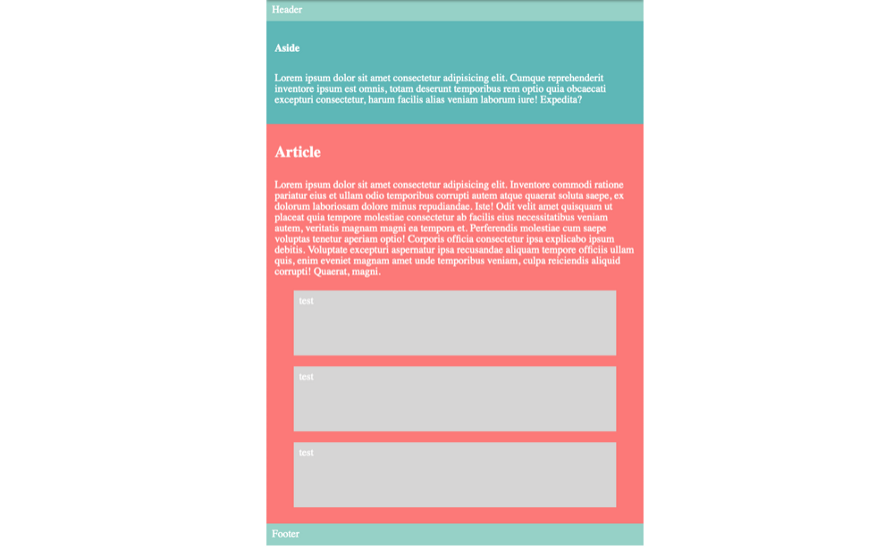 Header
Aside
Lorem ipsum dolor sit amet consectetur adipisicing elit. Cumque reprehenderit
inventore ipsum est omnis, totam deserunt temporibus rem optio quia obcaecati
excepturi consectetur, harum facilis alias veniam laborum iure! Expedita?
Article
Lorem ipsum dolor sit amet consectetur adipisicing elit. Inventore commodi ratione
pariatur eius et ullam odio temporibus corrupti autem atque quaerat soluta saepe, ex
dolorum laboriosam dolore minus repudiandae. Iste! Odit velit amet quisquam ut
placeat quia tempore molestiae consectetur ab facilis eius necessitatibus veniam
autem, veritatis magnam magni ea tempora et. Perferendis molestiae cum saepe
voluptas tenetur aperiam optio! Corporis officia consectetur ipsa explicabo ipsum
debitis. Voluptate excepturi aspernatur ipsa recusandae aliquam tempore officiis ullam
quis, enim eveniet magnam amet unde temporibus veniam, culpa reiciendis aliquid
corrupti! Quaerat, magni.
test
test
test
Footer